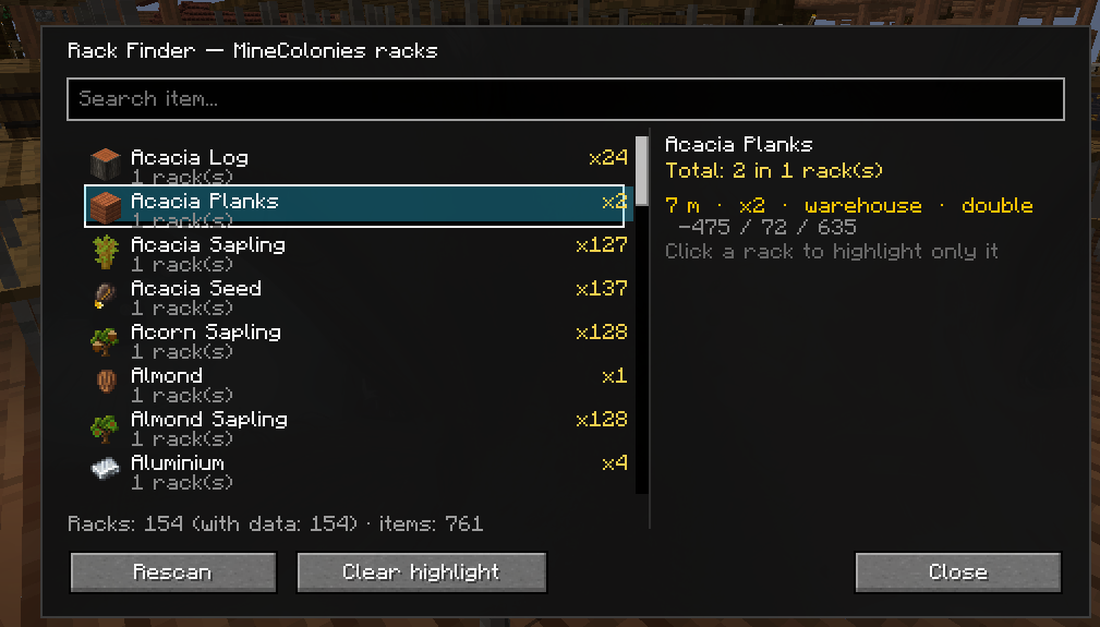 Rack Finder — MineColonies racks
Search item...
Acacia Log x24
1 rack(s)
Acacia Planks x2
1 rack(s)
Acacia Sapling x127
1 rack(s)
Acacia Seed x137
1 rack(s)
Acorn Sapling x128
1 rack(s)
Almond x1
1 rack(s)
Almond Sapling x128
1 rack(s)
Aluminium x4
1 rack(s)
Acacia Planks
Total: 2 in 1 rack(s)
7 m · x2 · warehouse · double
-475 / 72 / 635
Click a rack to highlight only it
Racks: 154 (with data: 154) · items: 761
Rescan
Clear highlight
Close